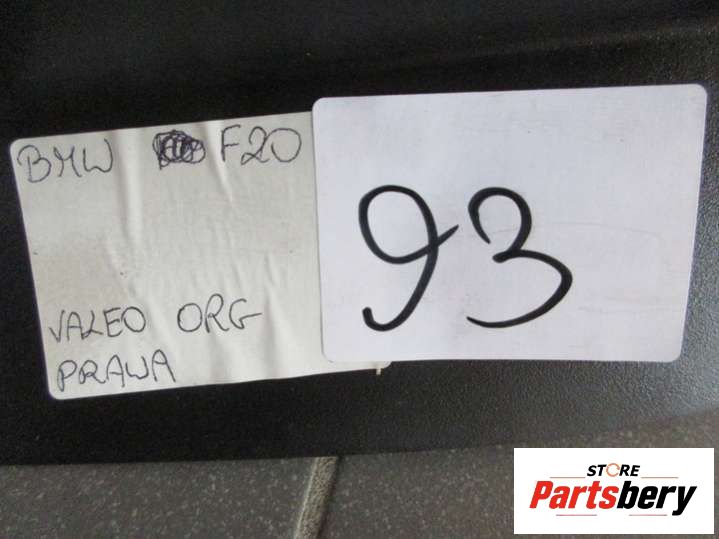 BMW F20
VALEO ORG
PRAWA
93
STORE
Partsbery